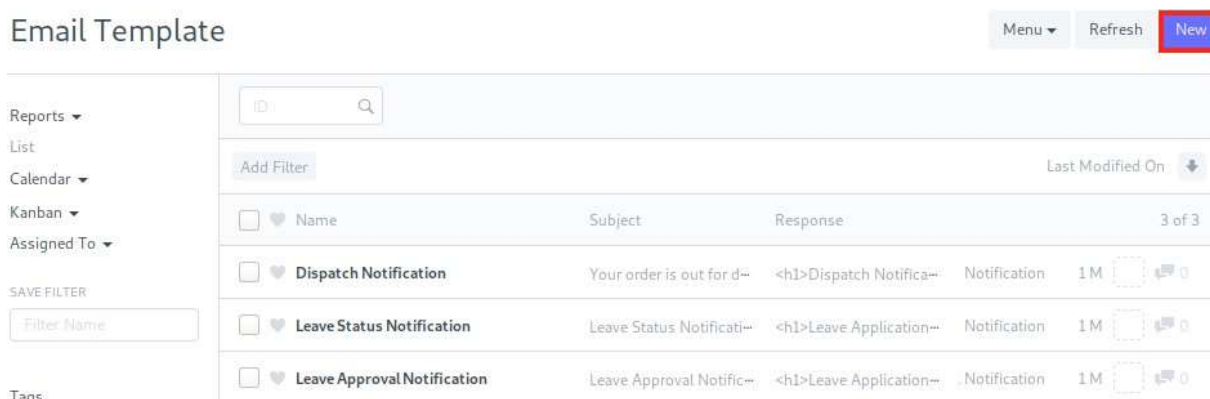 Email Template
Menu Refresh New
Reports
List
Calendar
Kanban
Assigned To
SAVE FILTER
Filter Name
Tags
ID
Add Filter Last Modified On
Name Subject Response 3 of 3
Dispatch Notification Your order is out for d··· <h1>Dispatch Notifica··· Notification 1 M 0
Leave Status Notification Leave Status Notificati··· <h1>Leave Application··· Notification 1 M 0
Leave Approval Notification Leave Approval Notific··· <h1>Leave Application··· .Notification 1 M 0